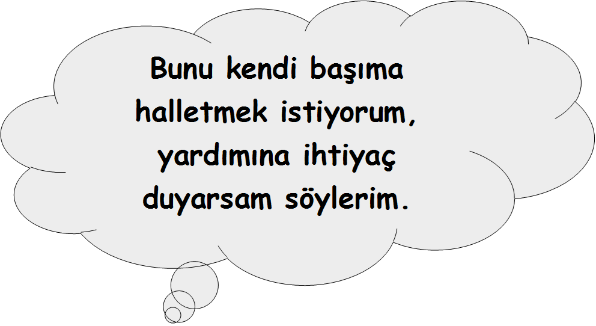 Bunu kendi başıma
halletmek istiyorum,
yardımına ihtiyaç
duyarsam söylerim.